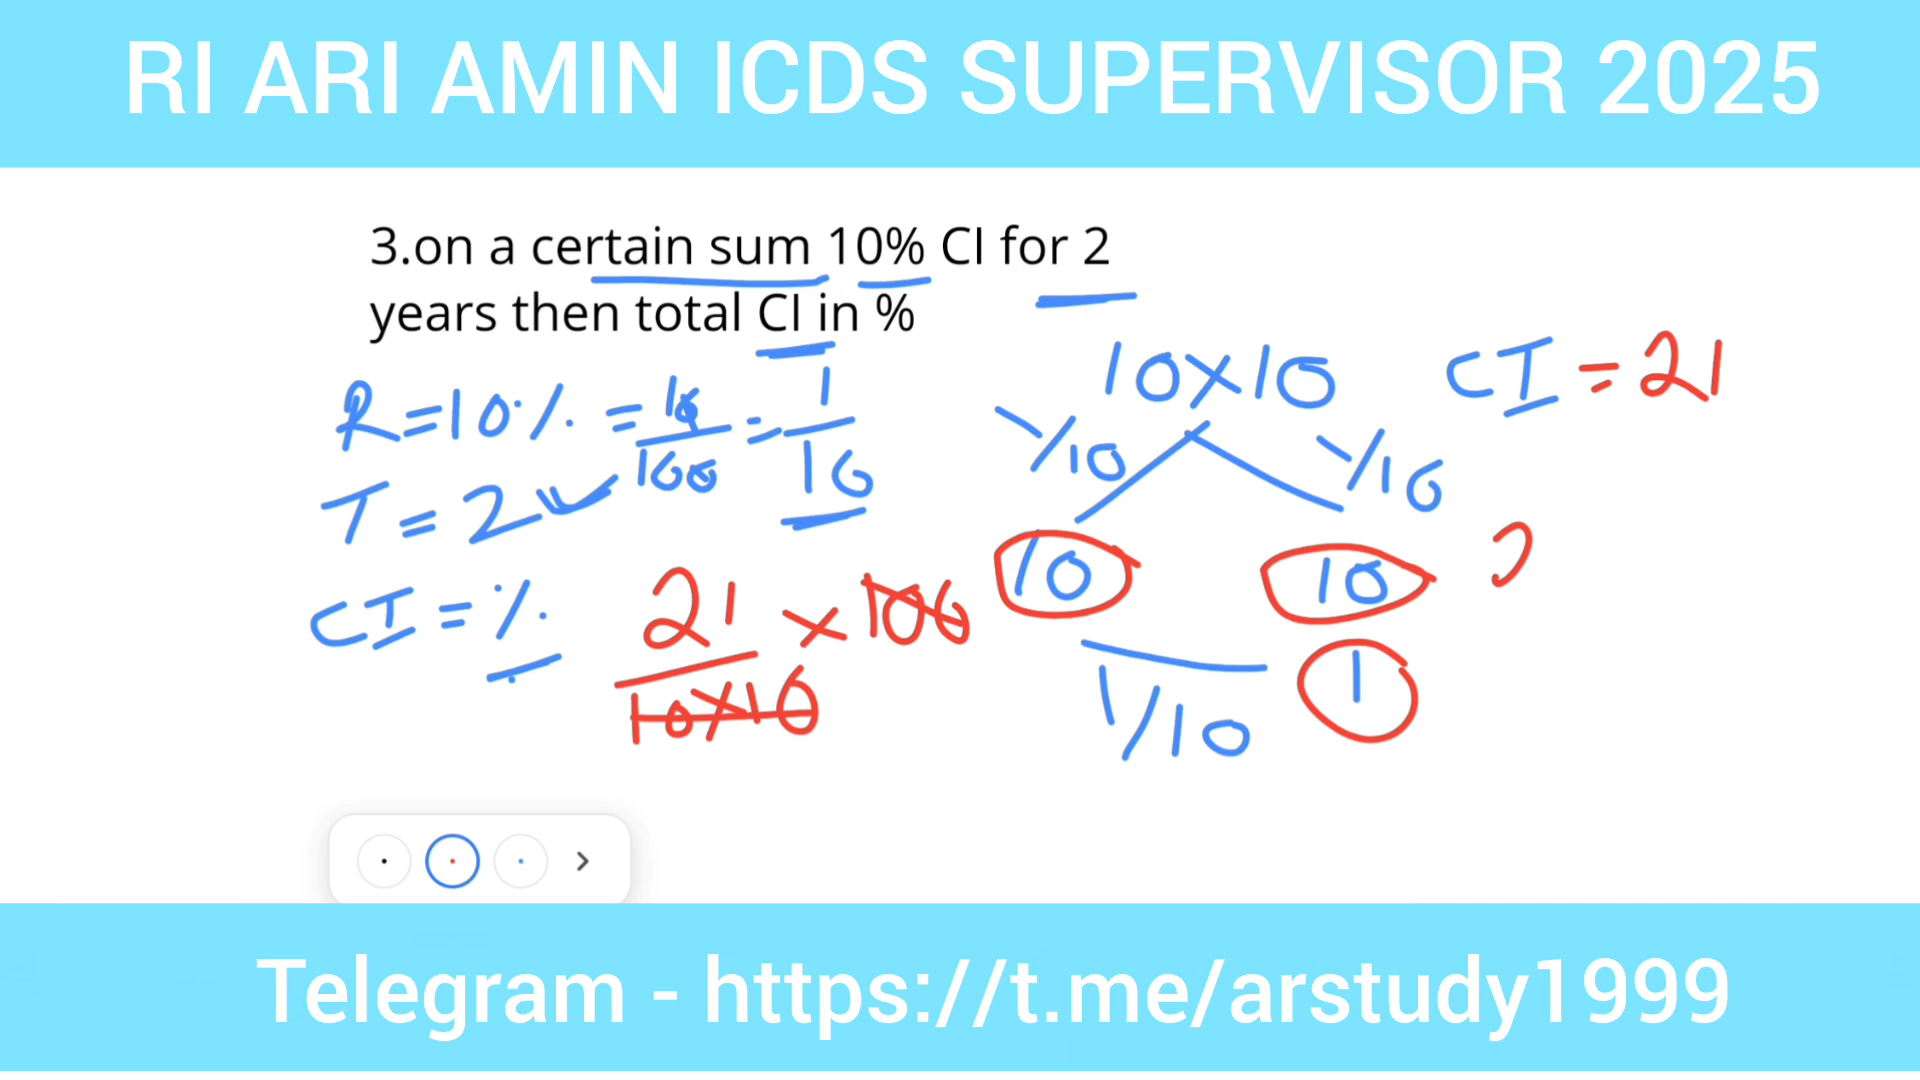 RI ARI AMIN ICDS SUPERVISOR 2025
3.on a certain sum 10% CI for 2
years then total CI in %
R=10% = 10/100 = 1/10
T = 2
CI = %
21/10×10 × 100
10×10
1/10 1/10
10 10
1/10 1
CI = 21
2
Telegram - https://t.me/arstudy1999